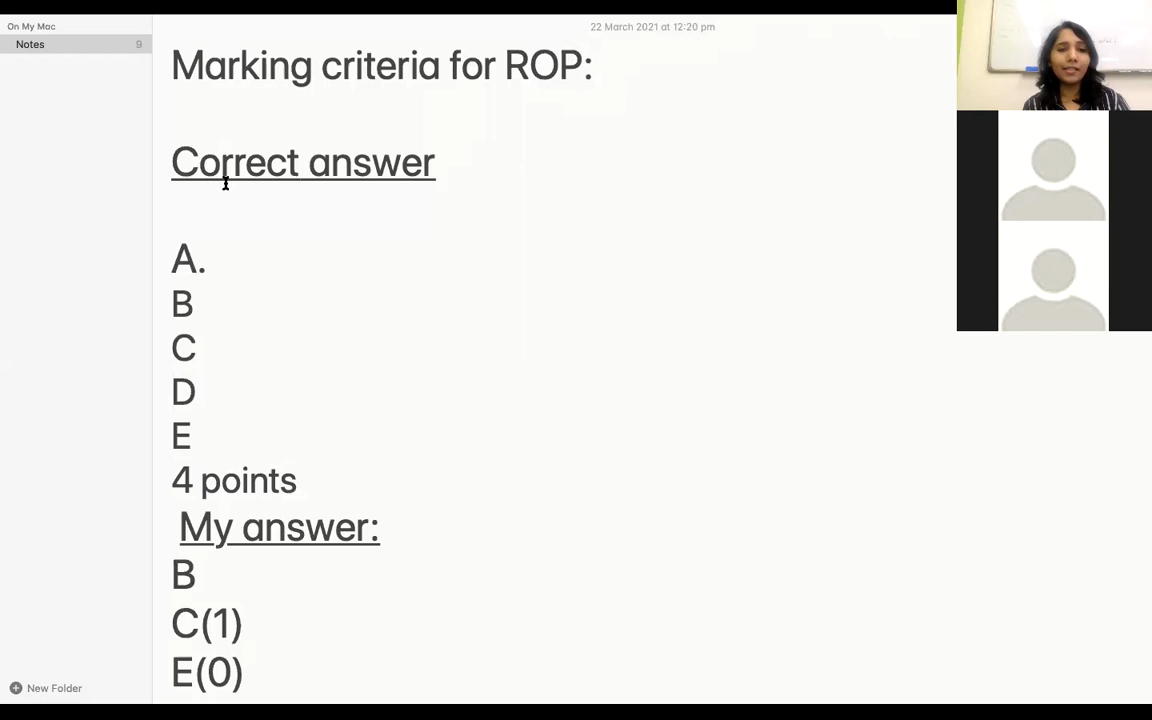 On My Mac
Notes 9
22 March 2021 at 12:20 pm
Marking criteria for ROP:
Correct answer
A.
B
C
D
E
4 points
My answer:
B
C(1)
E(0)
New Folder